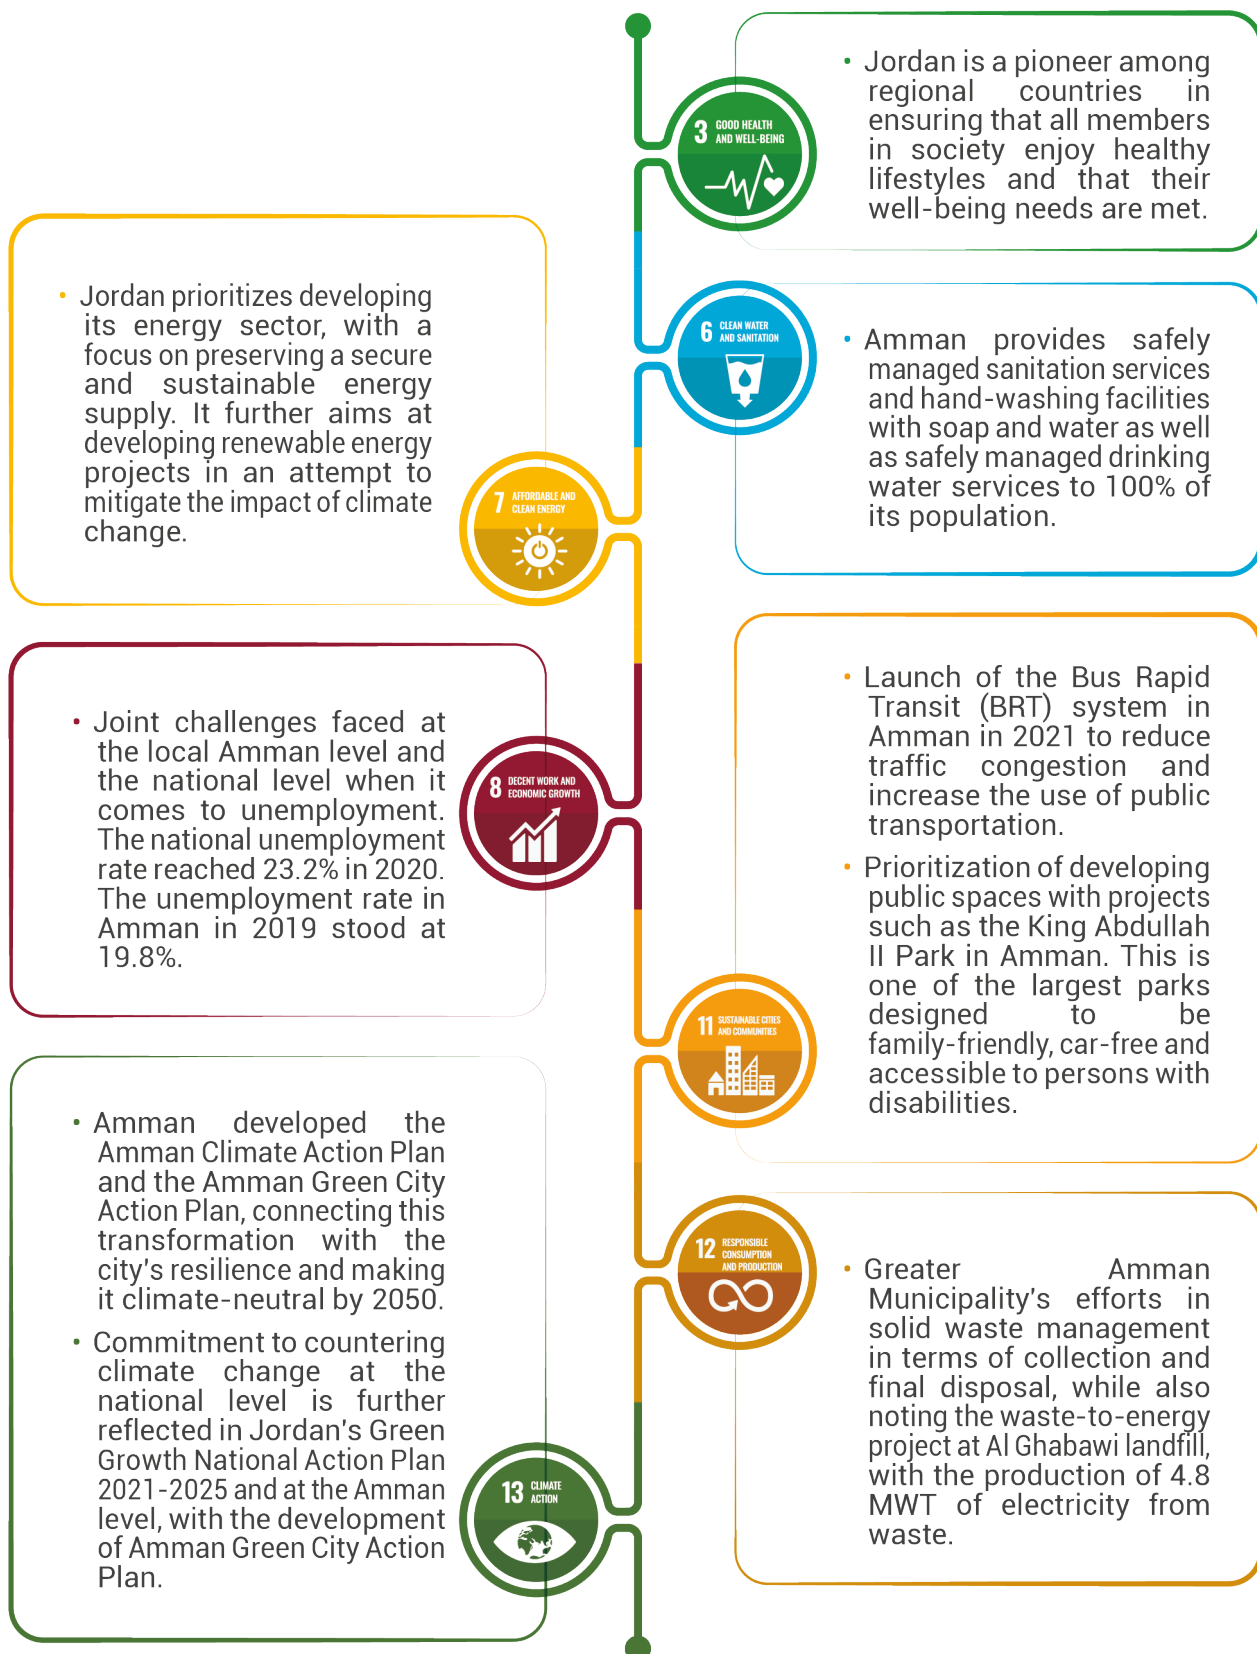 3 GOOD HEALTH
AND WELL-BEING
• Jordan is a pioneer among
regional countries in
ensuring that all members
in society enjoy healthy
lifestyles and that their
well-being needs are met.
6 CLEAN WATER
AND SANITATION
• Amman provides safely
managed sanitation services
and hand-washing facilities
with soap and water as well
as safely managed drinking
water services to 100% of
its population.
• Jordan prioritizes developing
its energy sector, with a
focus on preserving a secure
and sustainable energy
supply. It further aims at
developing renewable energy
projects in an attempt to
mitigate the impact of climate
change.
7 AFFORDABLE AND
CLEAN ENERGY
• Joint challenges faced at
the local Amman level and
the national level when it
comes to unemployment.
The national unemployment
rate reached 23.2% in 2020.
The unemployment rate in
Amman in 2019 stood at
19.8%.
8 DECENT WORK AND
ECONOMIC GROWTH
11 SUSTAINABLE CITIES
AND COMMUNITIES
• Launch of the Bus Rapid
Transit (BRT) system in
Amman in 2021 to reduce
traffic congestion and
increase the use of public
transportation.
• Prioritization of developing
public spaces with projects
such as the King Abdullah
II Park in Amman. This is
one of the largest parks
designed to be
family-friendly, car-free and
accessible to persons with
disabilities.
12 RESPONSIBLE
CONSUMPTION
AND PRODUCTION
• Greater Amman
Municipality's efforts in
solid waste management
in terms of collection and
final disposal, while also
noting the waste-to-energy
project at Al Ghabawi landfill,
with the production of 4.8
MWT of electricity from
waste.
• Amman developed the
Amman Climate Action Plan
and the Amman Green City
Action Plan, connecting this
transformation with the
city's resilience and making
it climate-neutral by 2050.
• Commitment to countering
climate change at the
national level is further
reflected in Jordan's Green
Growth National Action Plan
2021-2025 and at the Amman
level, with the development
of Amman Green City Action
Plan.
13 CLIMATE
ACTION